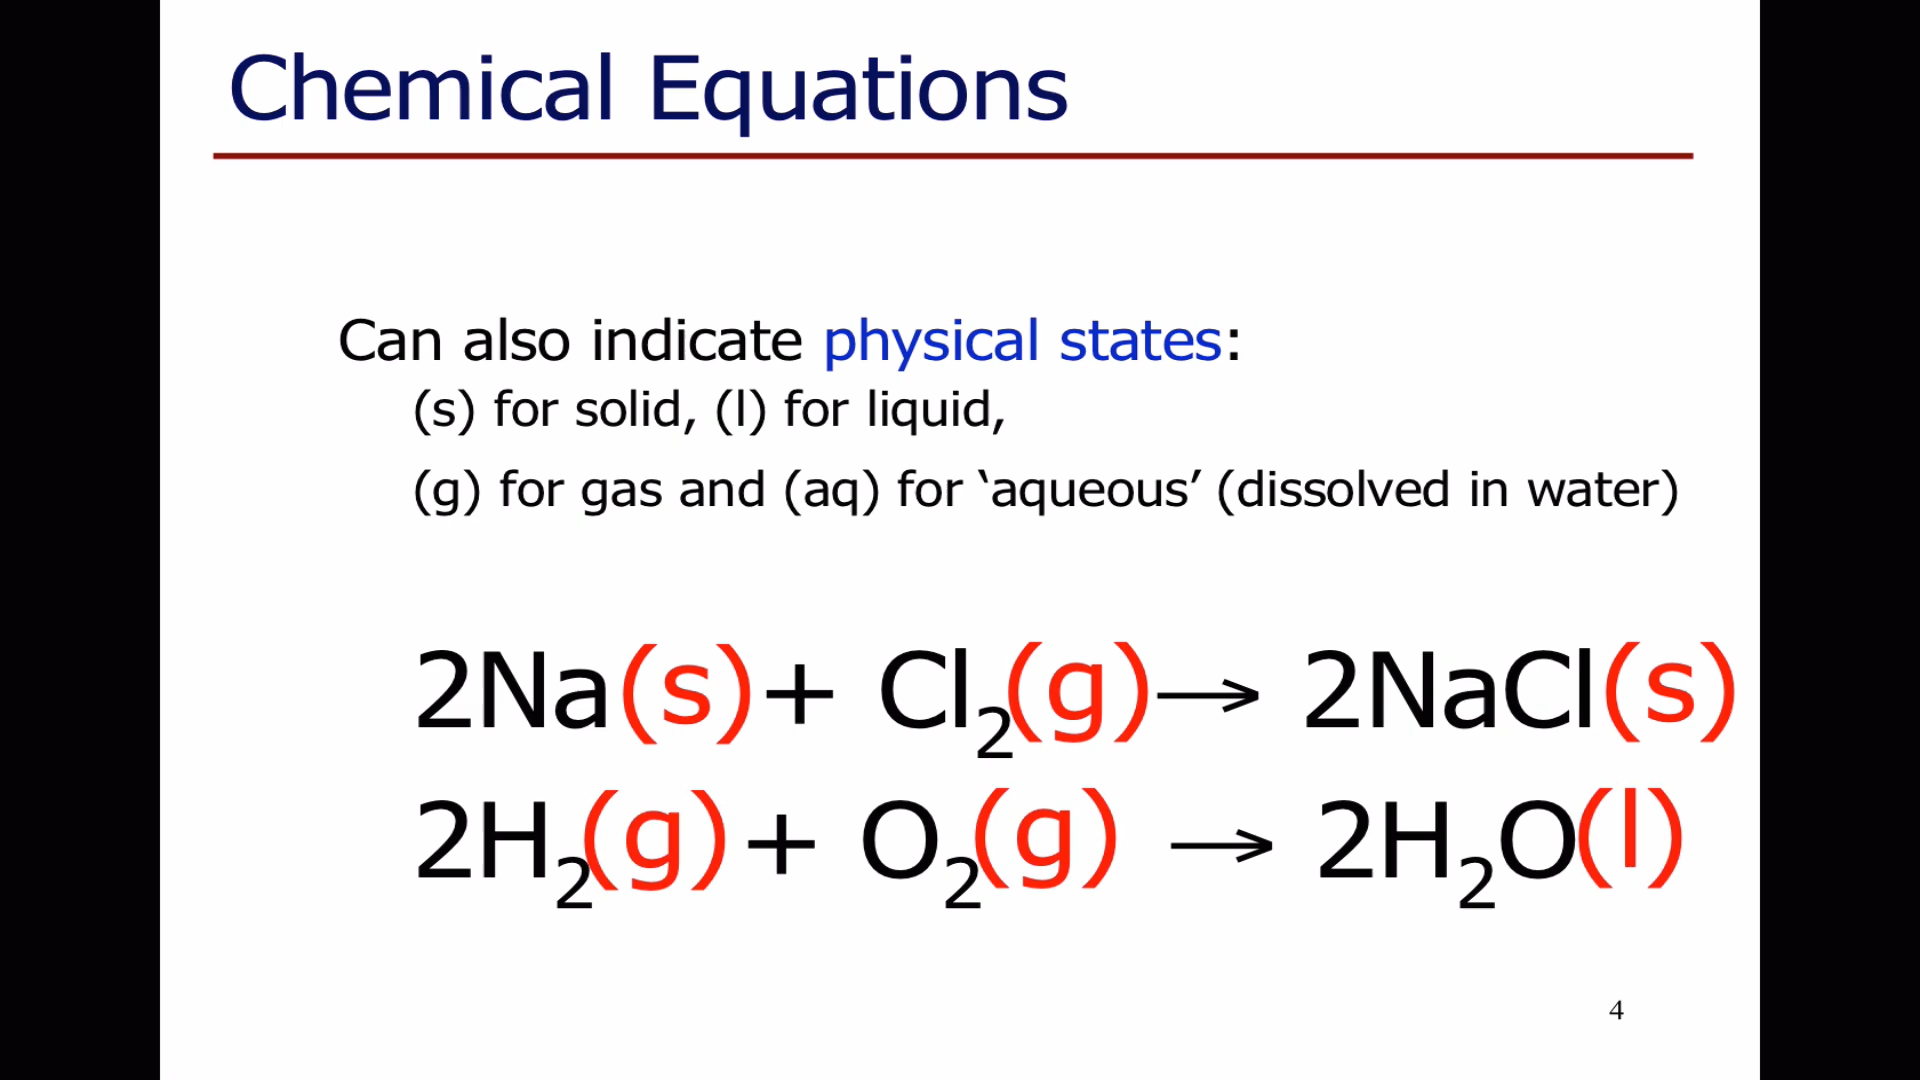 Chemical Equations
Can also indicate physical states:
(s) for solid, (l) for liquid,
(g) for gas and (aq) for ‘aqueous’ (dissolved in water)
2Na(s)+ Cl₂(g)→ 2NaCl(s)
2H₂(g)+ O₂(g) → 2H₂O(l)
4